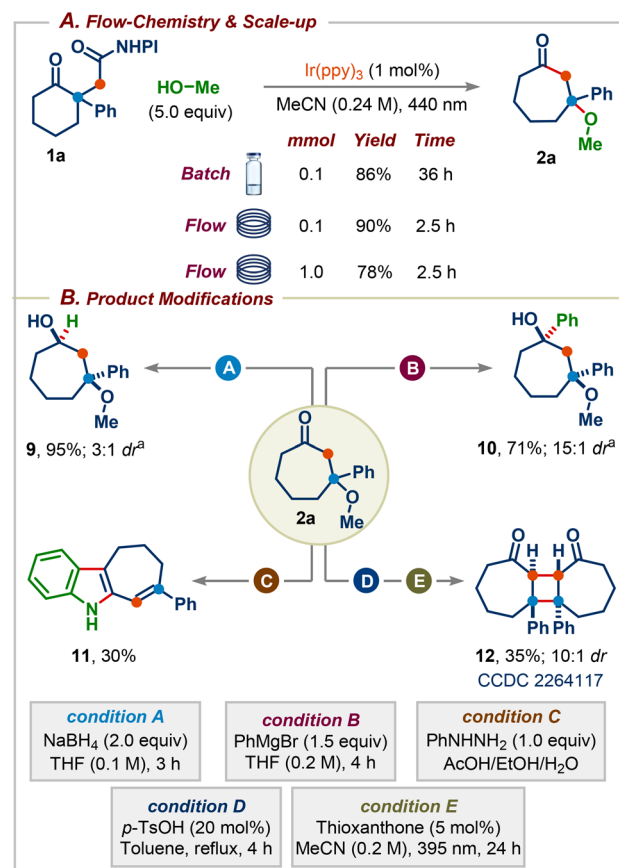 A. Flow-Chemistry & Scale-up
O
NHPI
O
Ph
1a
HO–Me
(5.0 equiv)
Ir(ppy)3 (1 mol%)
MeCN (0.24 M), 440 nm
O
Ph
O
Me
2a
mmol Yield Time
Batch 0.1 86% 36 h
Flow 0.1 90% 2.5 h
Flow 1.0 78% 2.5 h
B. Product Modifications
HO H
Ph
O
Me
9, 95%; 3:1 dra
A
B
HO Ph
Ph
O
Me
10, 71%; 15:1 dra
O
Ph
O
Me
2a
N
H
Ph
11, 30%
C
D
E
O H H O
Ph Ph
12, 35%; 10:1 dr
CCDC 2264117
condition A
NaBH4 (2.0 equiv)
THF (0.1 M), 3 h
condition B
PhMgBr (1.5 equiv)
THF (0.2 M), 4 h
condition C
PhNHNH2 (1.0 equiv)
AcOH/EtOH/H2O
condition D
p-TsOH (20 mol%)
Toluene, reflux, 4 h
condition E
Thioxanthone (5 mol%)
MeCN (0.2 M), 395 nm, 24 h